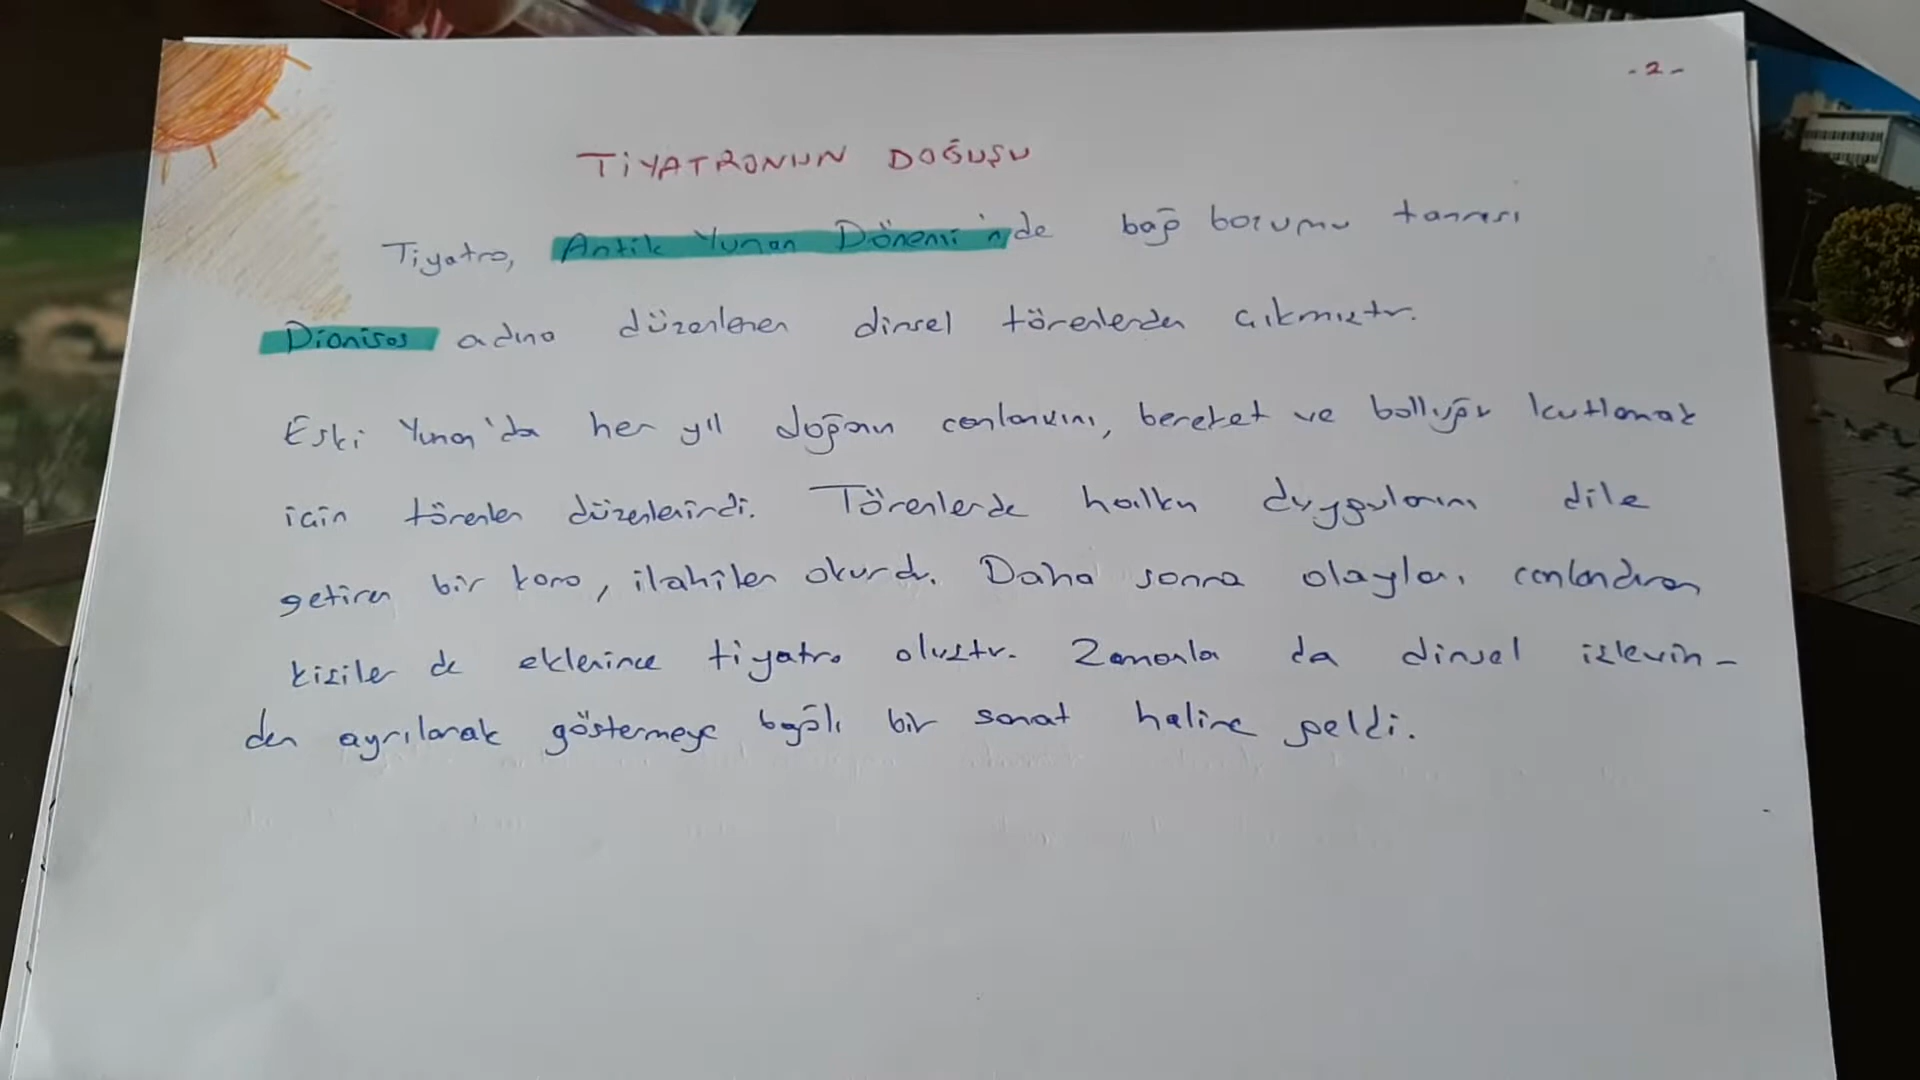 -2-
TİYATRONUN DOĞUŞU
Tiyatro, Antik Yunan Dönemi'nde bağ bozumu tanrısı
Dionisos adına düzenlenen dinsel törenlerden çıkmıştır.
Eski Yunan'da her yıl doğanın canlanışını, bereket ve bolluğu kutlamak
için törenler düzenlenirdi. Törenlerde halkın duygularını dile
getiren bir koro, ilahiler okurdu. Daha sonra olayları canlandıran
kişiler de eklenince tiyatro oluştu. Zamanla da dinsel işlevin-
den ayrılarak göstermeye bağlı bir sanat haline geldi.